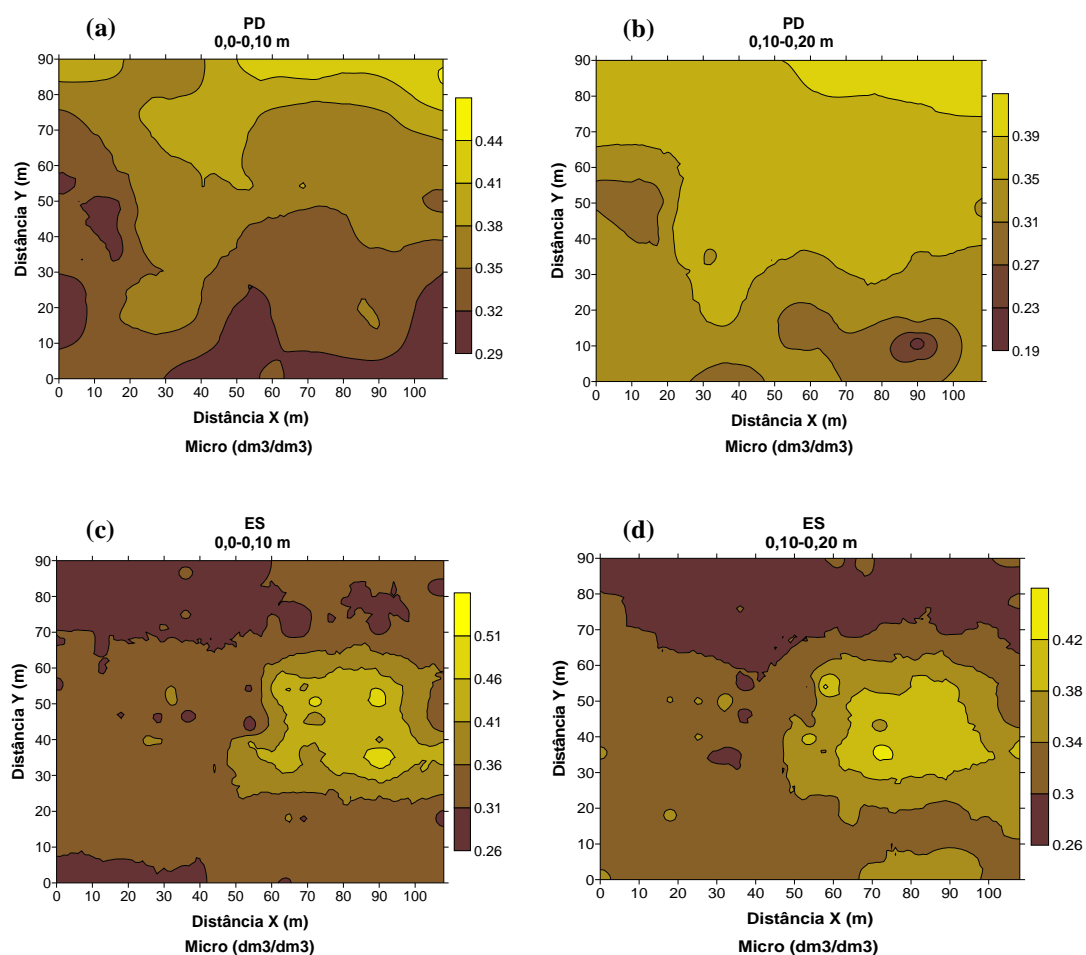 (a)
PD
0,0-0,10 m
90
80
70
60
50
40
30
20
10
0
Distância Y (m)
0 10 20 30 40 50 60 70 80 90 100
Distância X (m)
Micro (dm3/dm3)
0.44
0.41
0.38
0.35
0.32
0.29
(b)
PD
0,10-0,20 m
90
80
70
60
50
40
30
20
10
0
Distância Y (m)
0 10 20 30 40 50 60 70 80 90 100
Distância X (m)
Micro (dm3/dm3)
0.39
0.35
0.31
0.27
0.23
0.19
(c)
ES
0,0-0,10 m
90
80
70
60
50
40
30
20
10
0
Distância Y (m)
0 10 20 30 40 50 60 70 80 90 100
Distância X (m)
Micro (dm3/dm3)
0.51
0.46
0.41
0.36
0.31
0.26
(d)
ES
0,10-0,20 m
90
80
70
60
50
40
30
20
10
0
Distância Y (m)
0 10 20 30 40 50 60 70 80 90 100
Distância X (m)
Micro (dm3/dm3)
0.42
0.38
0.34
0.3
0.26